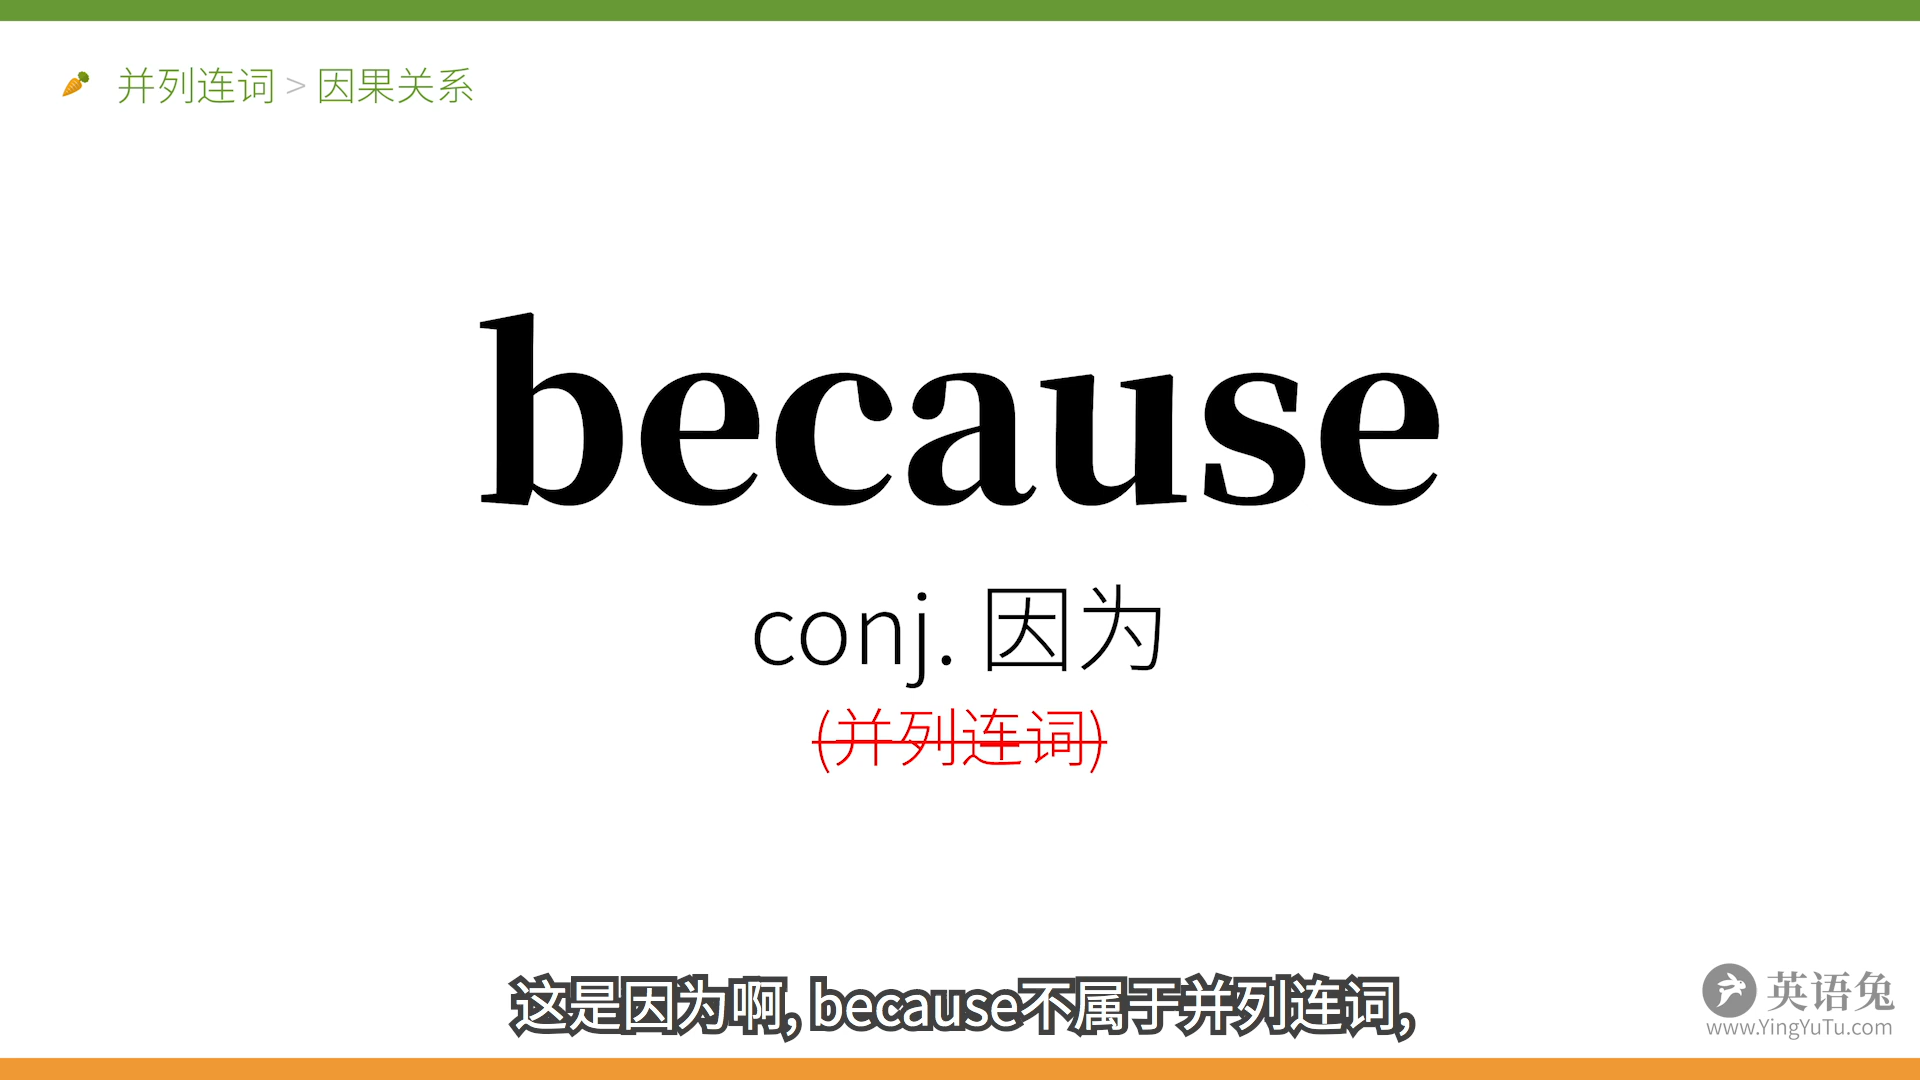 并列连词 > 因果关系
because
conj. 因为
(并列连词)
这是因为啊, because不属于并列连词,
英语兔
www.YingYuTu.com